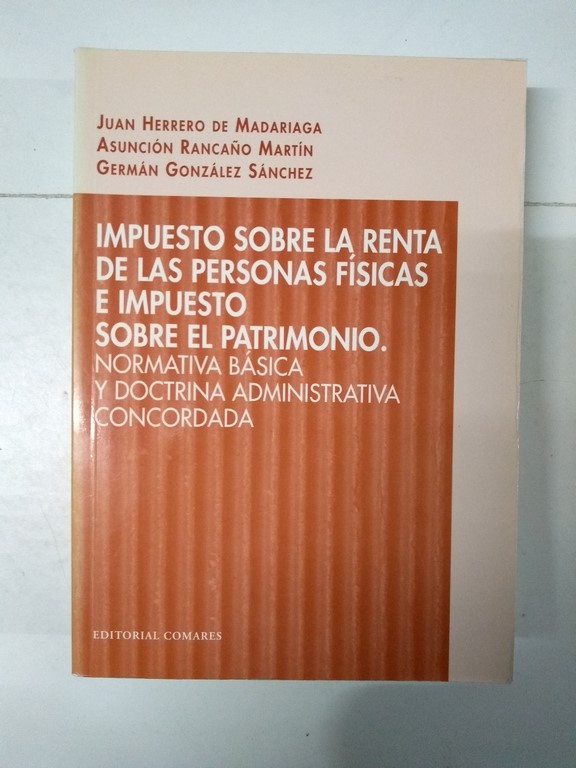 JUAN HERRERO DE MADARIAGA
ASUNCIÓN RANCAÑO MARTÍN
GERMÁN GONZÁLEZ SÁNCHEZ
IMPUESTO SOBRE LA RENTA
DE LAS PERSONAS FÍSICAS
E IMPUESTO
SOBRE EL PATRIMONIO.
NORMATIVA BÁSICA
Y DOCTRINA ADMINISTRATIVA
CONCORDADA
EDITORIAL COMARES